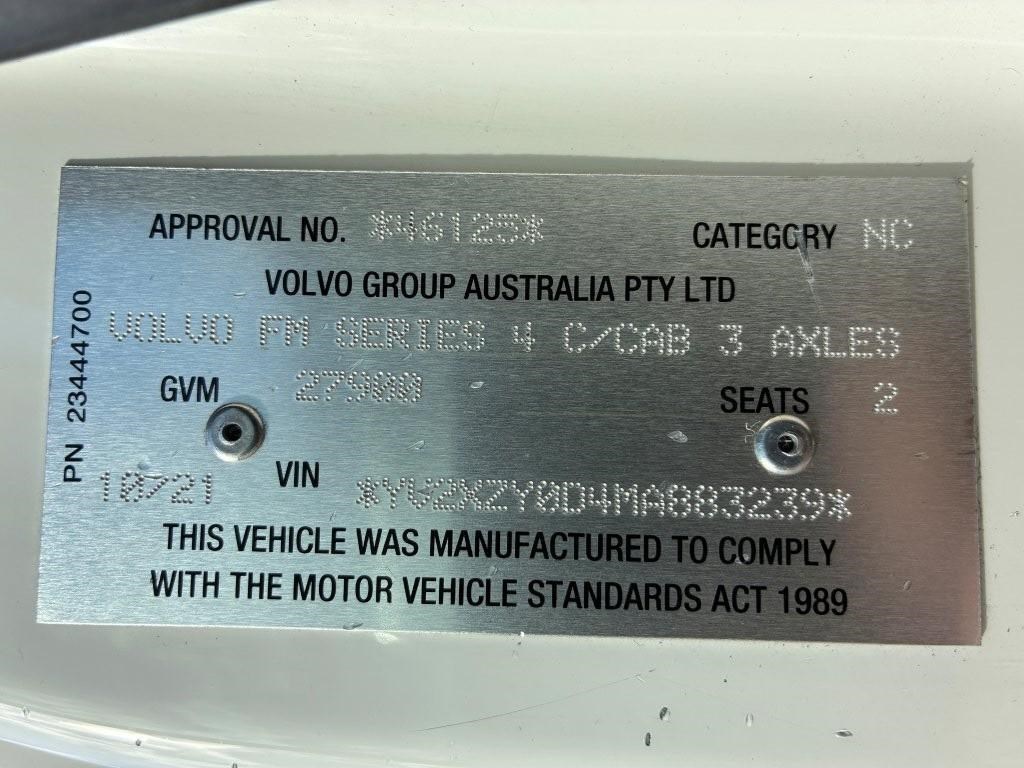 APPROVAL NO. *46125* CATEGORY NC
VOLVO GROUP AUSTRALIA PTY LTD
VOLVO FM SERIES 4 C/CAB 3 AXLES
GVM 27900 SEATS 2
10/21 VIN *YV2XZY0D4MA883239*
THIS VEHICLE WAS MANUFACTURED TO COMPLY
WITH THE MOTOR VEHICLE STANDARDS ACT 1989
PN 23444700